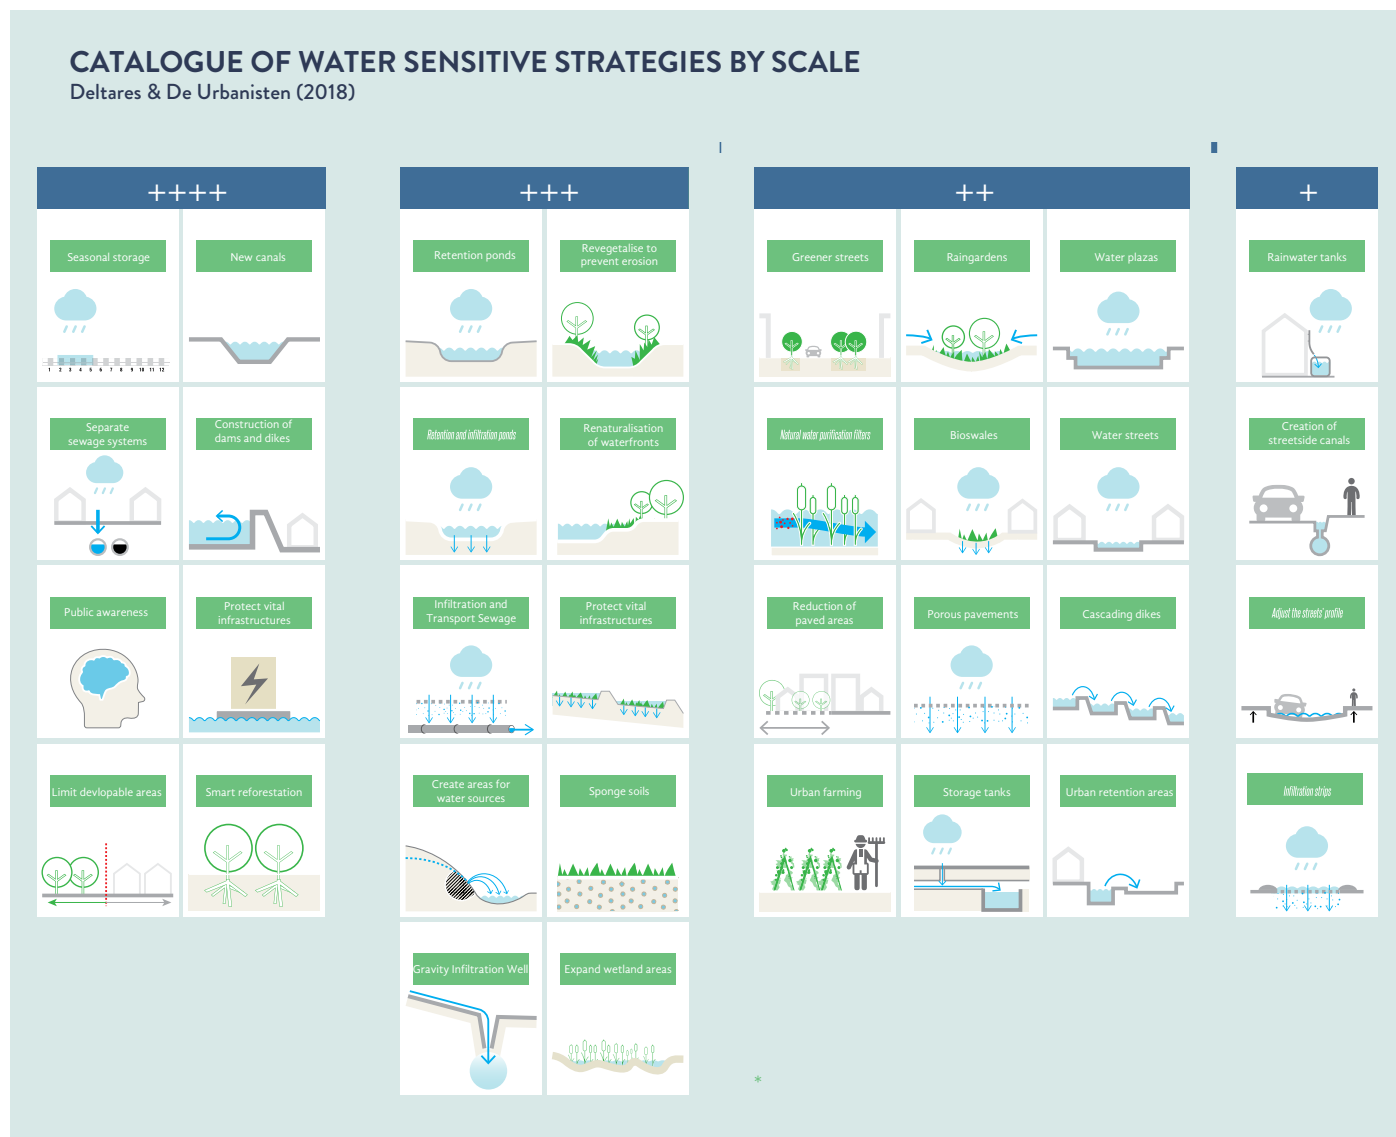 CATALOGUE OF WATER SENSITIVE STRATEGIES BY SCALE
Deltares & De Urbanisten (2018)
++++
Seasonal storage
1 2 3 4 5 6 7 8 9 10 11 12
New canals
Separate
sewage systems
Construction of
dams and dikes
Public awareness
Protect vital
infrastructures
Limit devlopable areas
Smart reforestation
+++
Retention ponds
Revegetalise to
prevent erosion
Retention and infiltration ponds
Renaturalisation
of waterfronts
Infiltration and
Transport Sewage
Protect vital
infrastructures
Create areas for
water sources
Sponge soils
Gravity Infiltration Well
Expand wetland areas
++
Greener streets
Raingardens
Water plazas
Natural water purification filters
Bioswales
Water streets
Reduction of
paved areas
Porous pavements
Cascading dikes
Urban farming
Storage tanks
Urban retention areas
*
+
Rainwater tanks
Creation of
streetside canals
Adjust the streets' profile
Infiltration strips